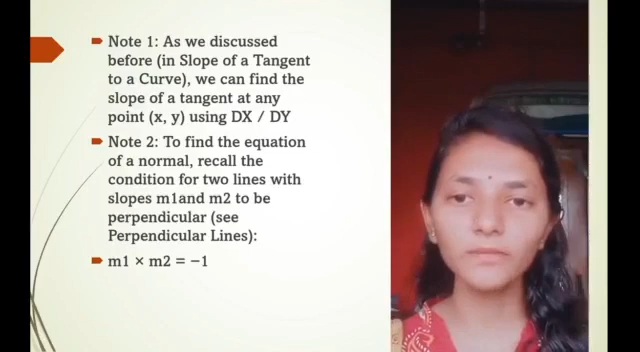 Note 1: As we discussed
before (in Slope of a Tangent
to a Curve), we can find the
slope of a tangent at any
point (x, y) using DX / DY
Note 2: To find the equation
of a normal, recall the
condition for two lines with
slopes m1and m2 to be
perpendicular (see
Perpendicular Lines):
m1 × m2 = −1